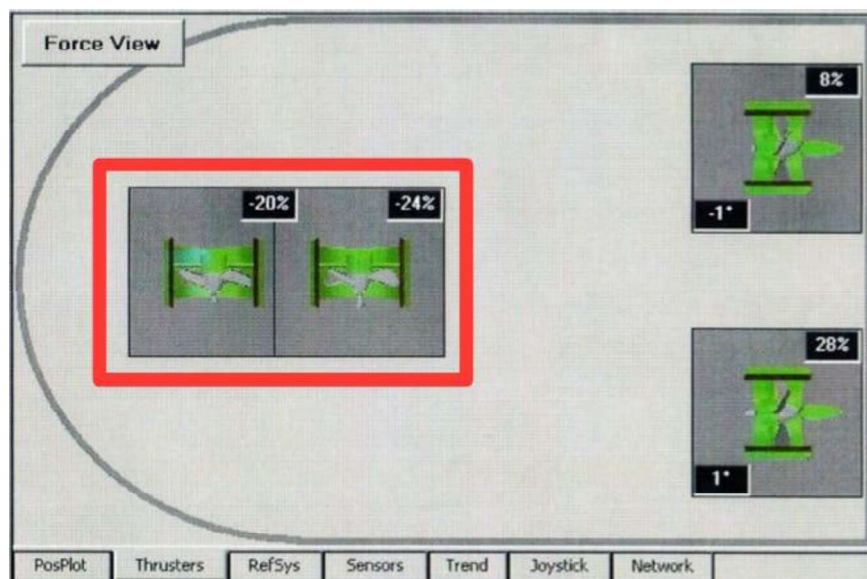 Force View
8%
-20% -24%
-1°
28%
1°
PosPlot Thrusters RefSys Sensors Trend Joystick Network